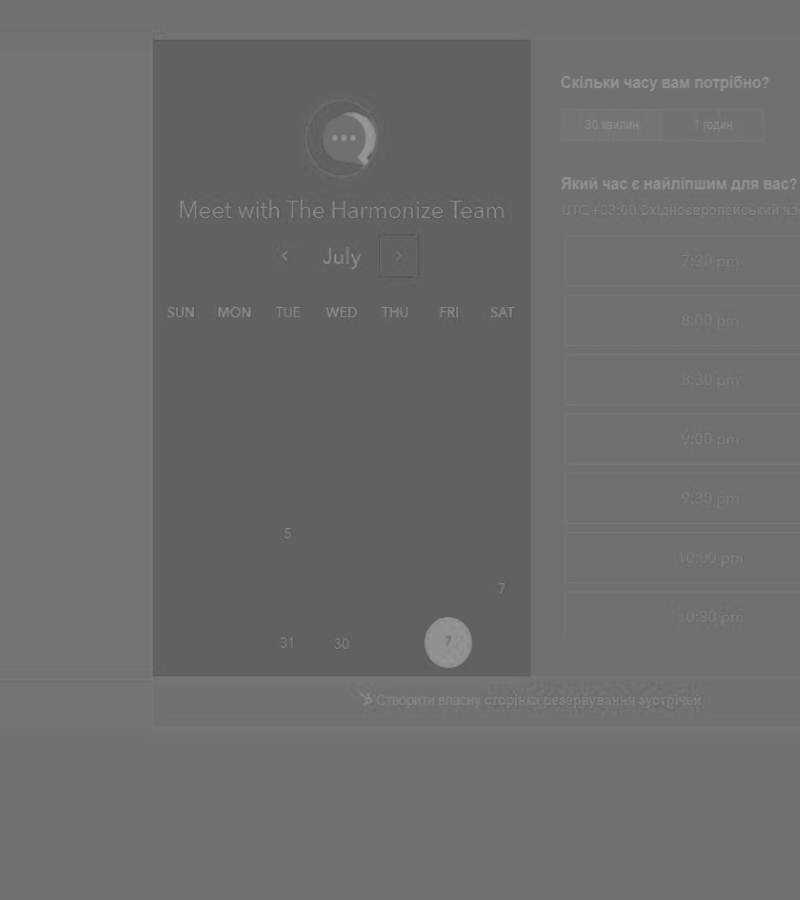 Meet with The Harmonize Team
July
SUN MON TUE WED THU FRI SAT
5
7
31 30 7
Скільки часу вам потрібно?
30 хвилин 1 годин
Який час є найліпшим для вас?
UTC +03:00 Східноєвропейський
7:30 pm
8:00 pm
8:30 pm
9:00 pm
9:30 pm
10:00 pm
10:30 pm
Створити власну сторінка резервування зустрічей